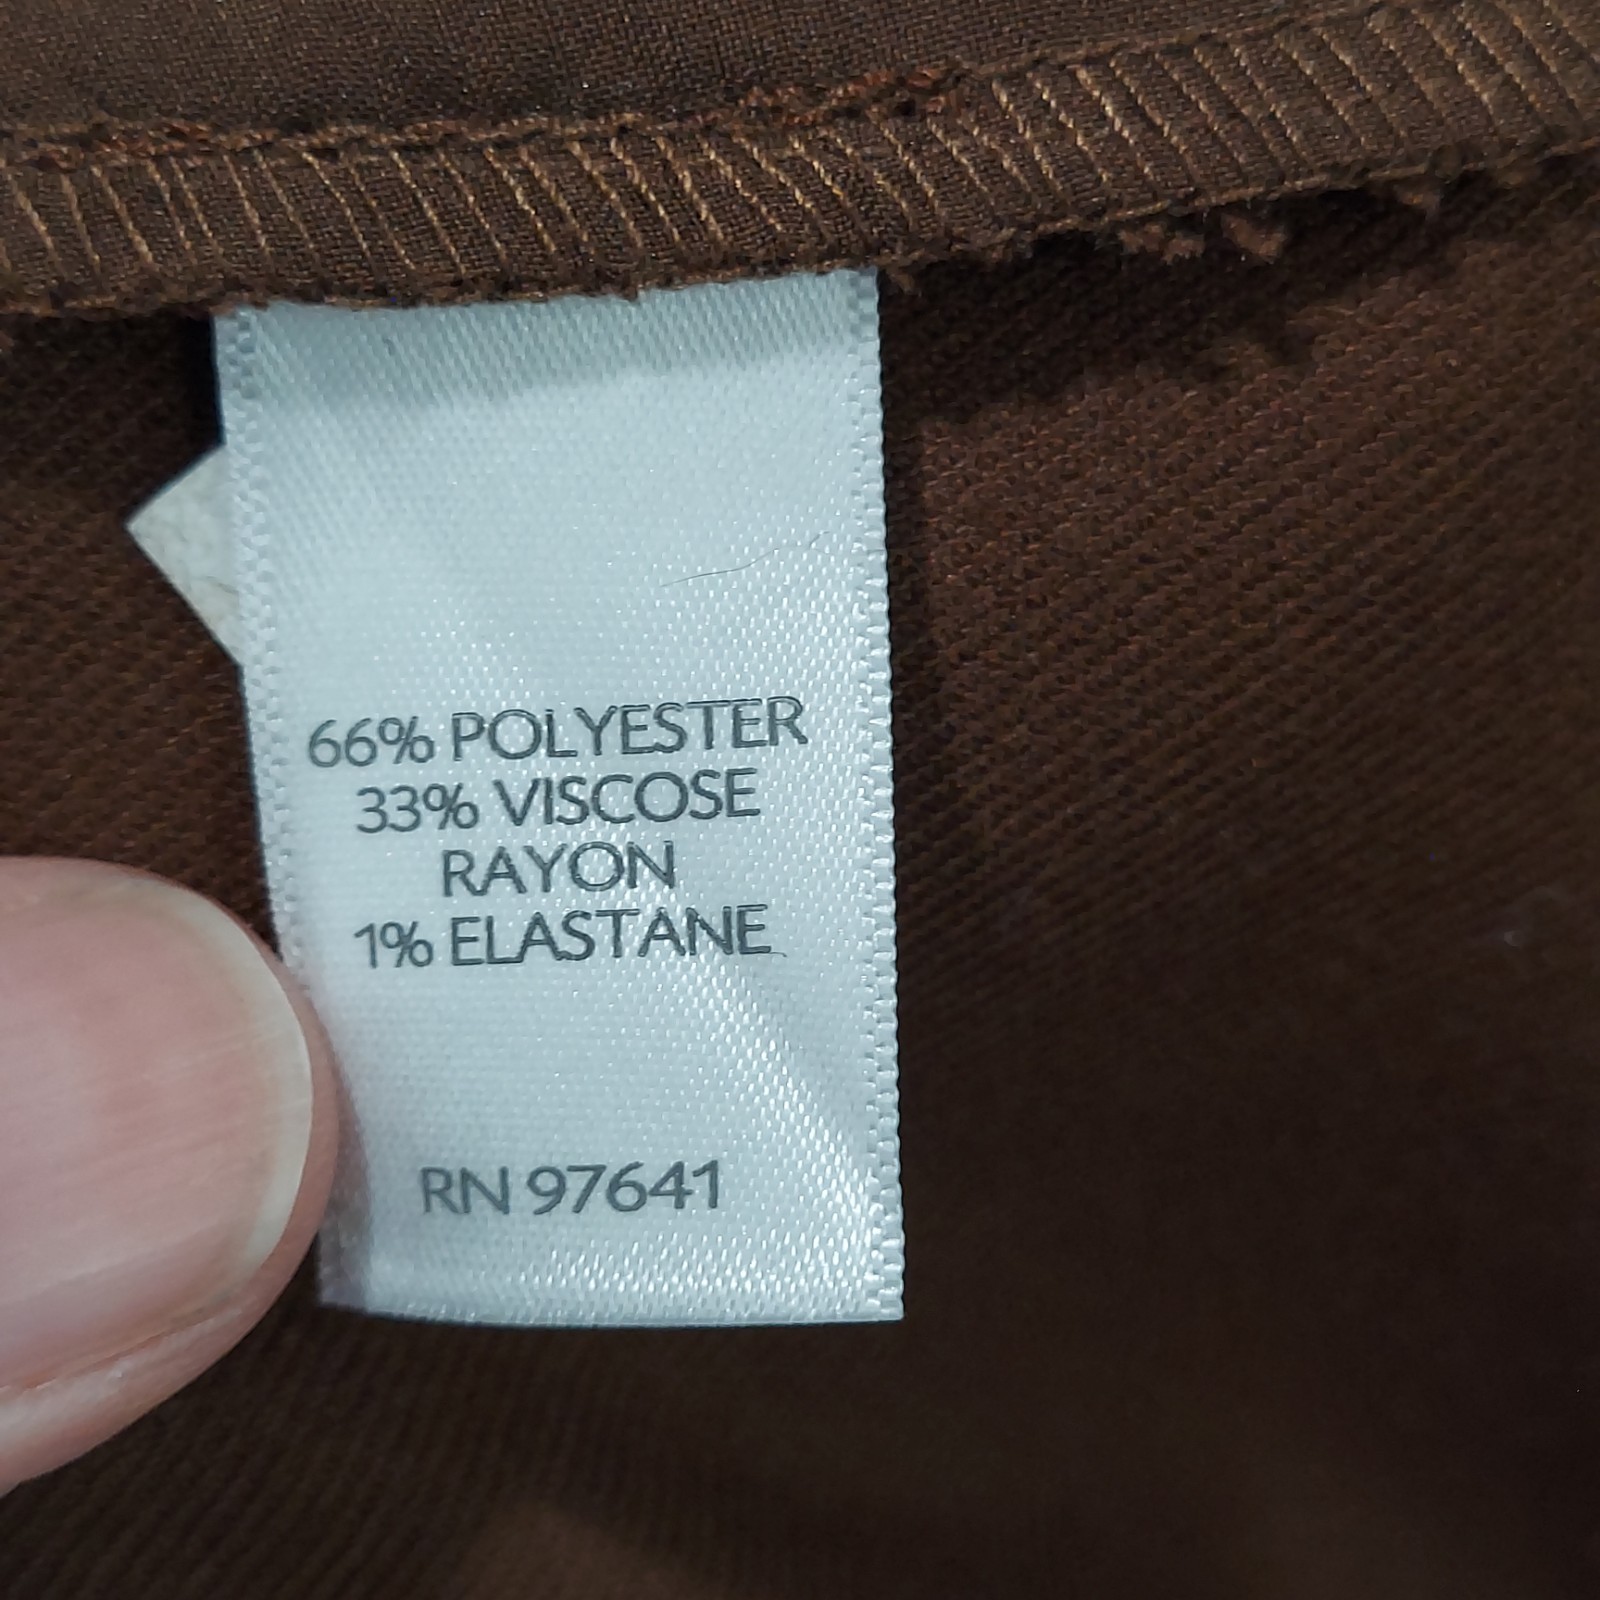 66% POLYESTER
33% VISCOSE
RAYON
1% ELASTANE
RN 97641